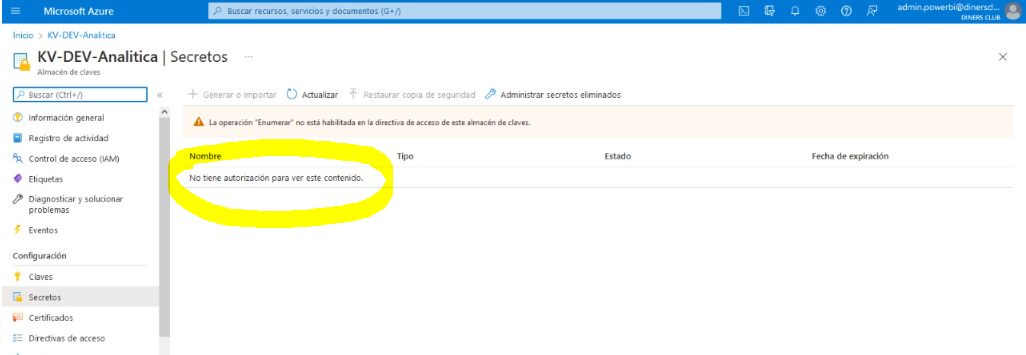 Microsoft Azure
Buscar recursos, servicios y documentos (G+/)
admin.powerbi@dinersd...
DINERS CLUB
Inicio > KV-DEV-Analitica
KV-DEV-Analitica | Secretos ...
Almacén de claves
Buscar (Ctrl+/)
Generar o importar Actualizar Restaurar copia de seguridad Administrar secretos eliminados
Información general
Registro de actividad
Control de acceso (IAM)
Etiquetas
Diagnosticar y solucionar
problemas
Eventos
Configuración
Claves
Secretos
Certificados
Directivas de acceso
La operación "Enumerar" no está habilitada en la directiva de acceso de este almacén de claves.
Nombre Tipo Estado Fecha de expiración
No tiene autorización para ver este contenido.